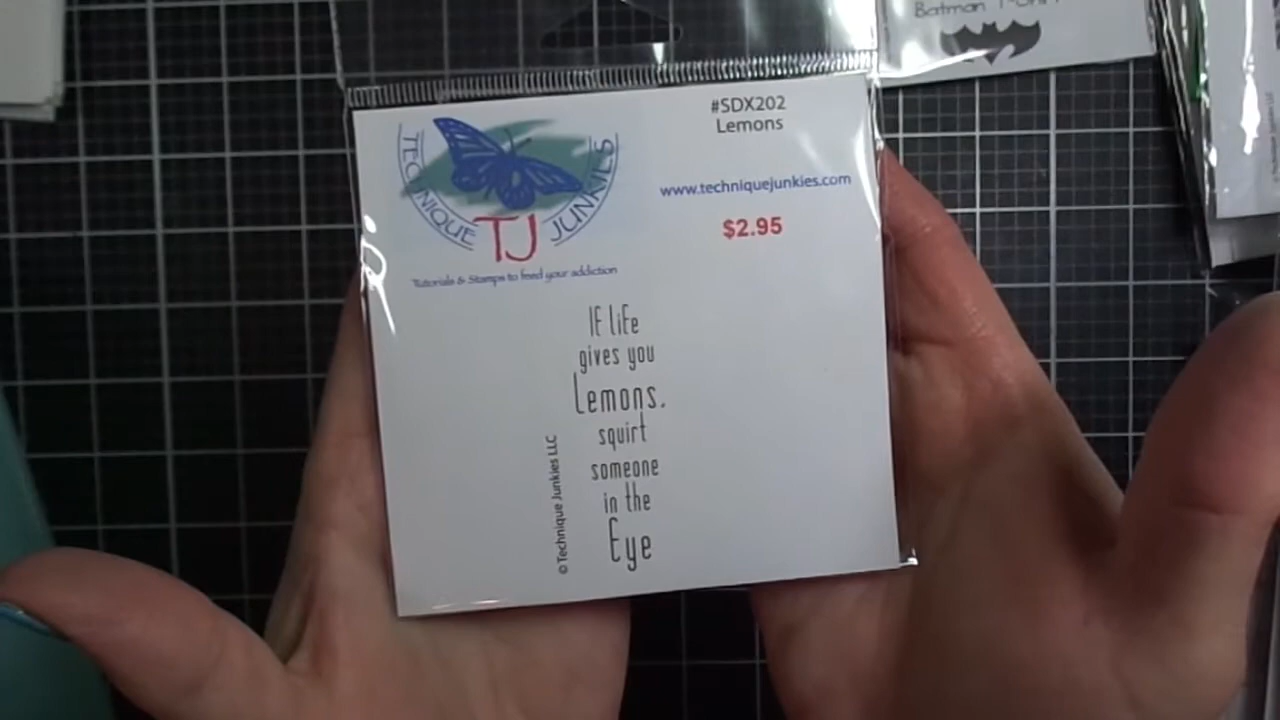 Batman T-Shirt
#SDX202
Lemons
TECHNIQUE TJ JUNKIES
www.techniquejunkies.com
$2.95
Tutorials & Stamps to feed your addiction
If life
gives you
Lemons.
squirt
someone
in the
Eye
© Technique Junkies LLC